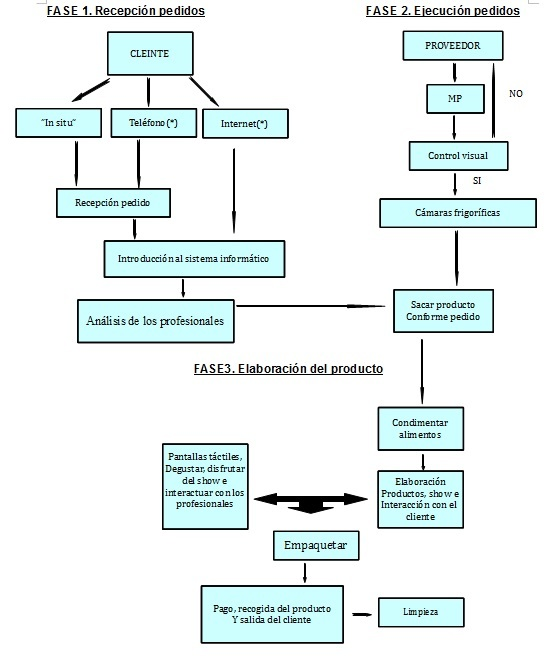 FASE 1. Recepción pedidos
FASE 2. Ejecución pedidos
CLEINTE
PROVEEDOR
NO
MP
"In situ"
Teléfono(*)
Internet(*)
Control visual
SI
Recepción pedido
Cámaras frigoríficas
Introducción al sistema informático
Análisis de los profesionales
Sacar producto
Conforme pedido
FASE3. Elaboración del producto
Condimentar
alimentos
Pantallas táctiles,
Degustar, disfrutar
del show e
interactuar con los
profesionales
Elaboración
Productos, show e
Interacción con el
cliente
Empaquetar
Pago, recogida del producto
Y salida del cliente
Limpieza